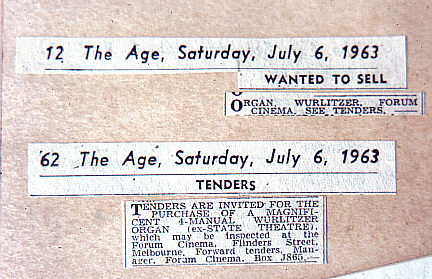 12 The Age, Saturday, July 6, 1963
WANTED TO SELL
ORGAN, WURLITZER, FORUM
CINEMA. SEE TENDERS.
62 The Age, Saturday, July 6, 1963
TENDERS
TENDERS ARE INVITED FOR THE
PURCHASE OF A MAGNIFI-
CENT 4-MANUAL WURLITZER
ORGAN (ex-STATE THEATRE),
which may be inspected at the
Forum Cinema, Flinders Street,
Melbourne. Forward tenders, Man-
ager, Forum Cinema, Box J865,